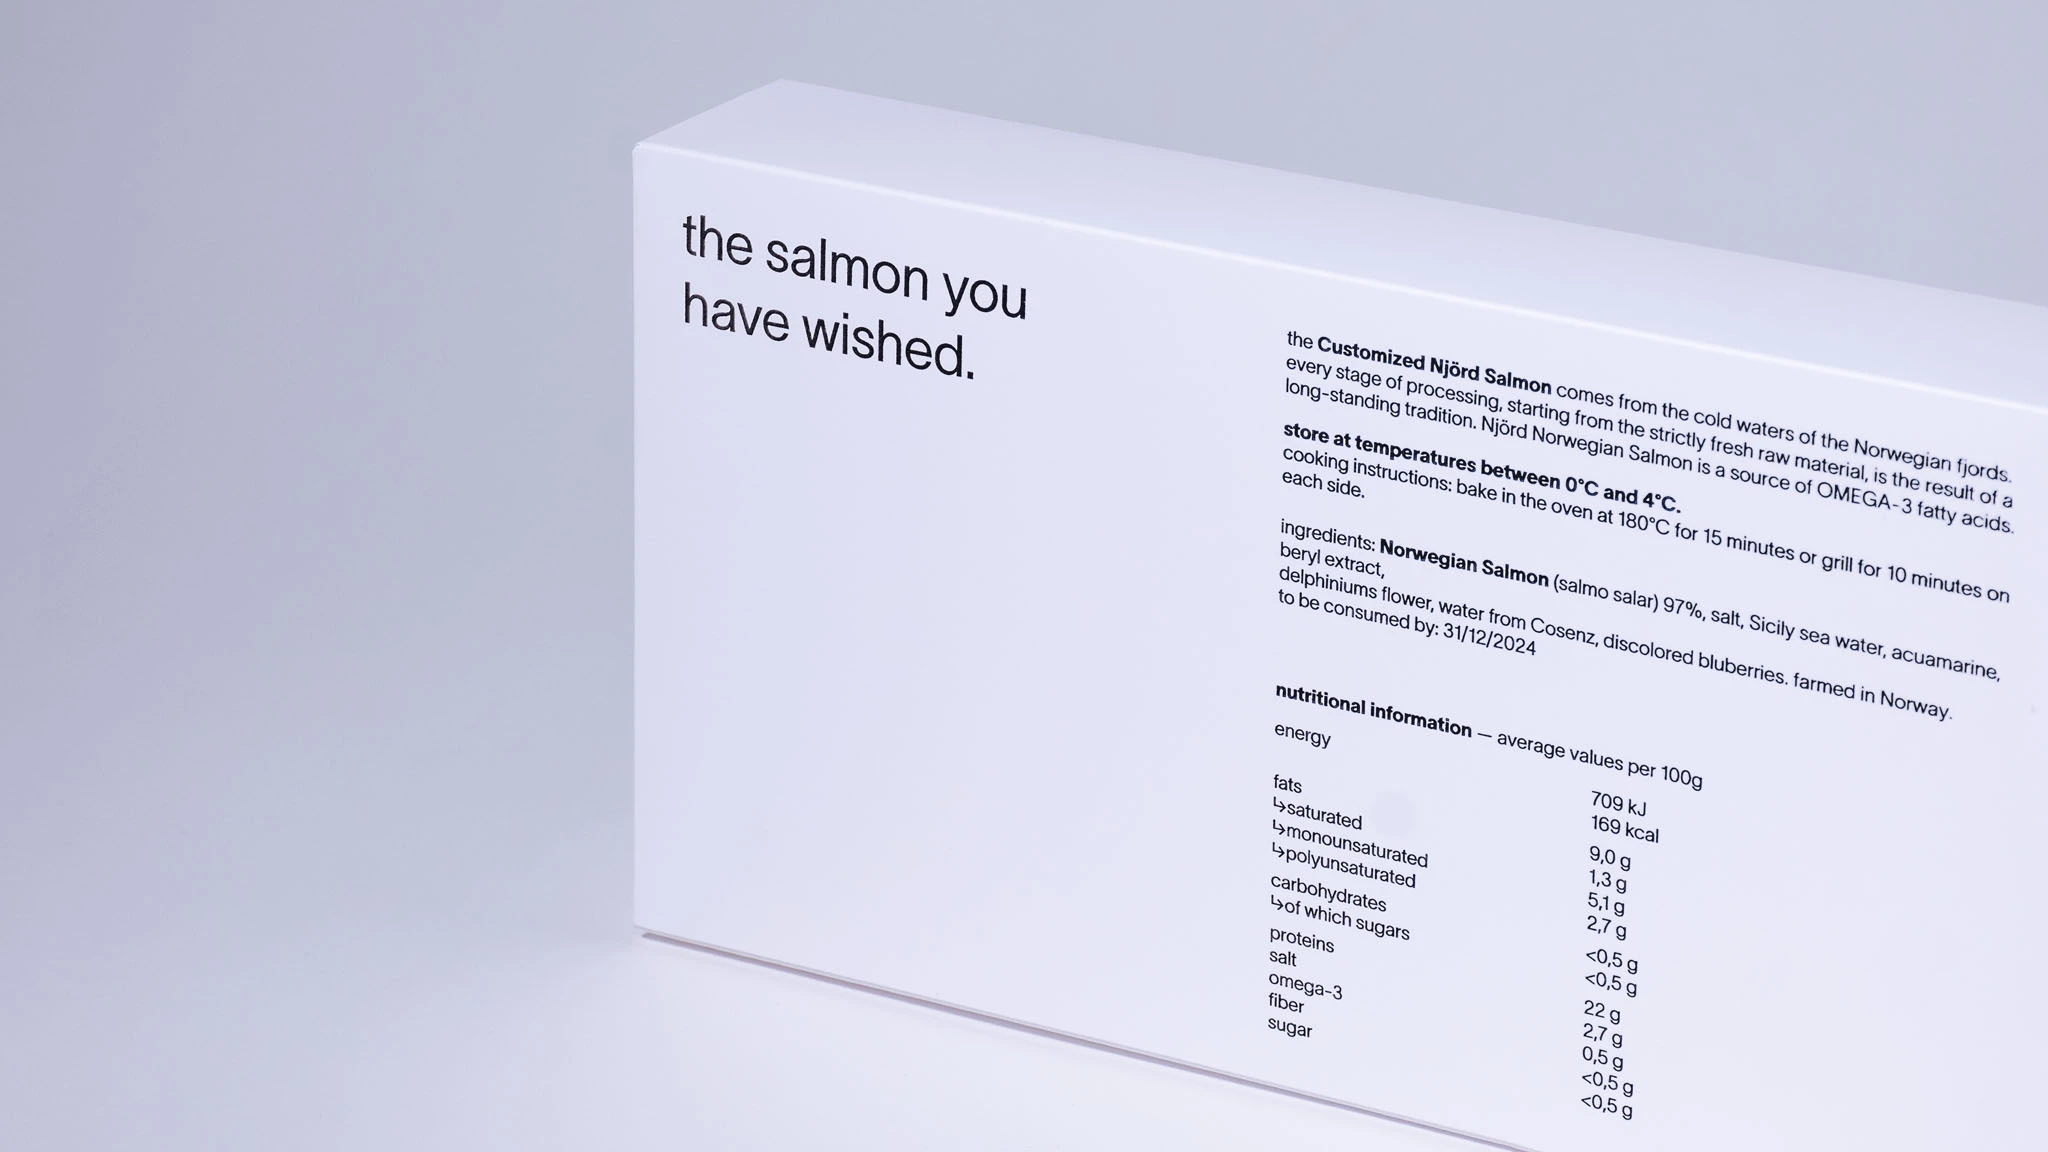 the salmon you
have wished.
the Customized Njörd Salmon comes from the cold waters of the Norwegian fjords.
every stage of processing, starting from the strictly fresh raw material, is the result of a
long-standing tradition. Njörd Norwegian Salmon is a source of OMEGA-3 fatty acids.
store at temperatures between 0°C and 4°C.
cooking instructions: bake in the oven at 180°C for 15 minutes or grill for 10 minutes on
each side.
ingredients: Norwegian Salmon (salmo salar) 97%, salt, Sicily sea water, acuamarine,
beryl extract,
delphiniums flower, water from Cosenz, discolored bluberries. farmed in Norway.
to be consumed by: 31/12/2024
nutritional information — average values per 100g
energy 709 kJ
169 kcal
fats 9,0 g
↳saturated 1,3 g
↳monounsaturated 5,1 g
↳polyunsaturated 2,7 g
carbohydrates <0,5 g
↳of which sugars <0,5 g
proteins 22 g
salt 2,7 g
omega-3 0,5 g
fiber <0,5 g
sugar <0,5 g